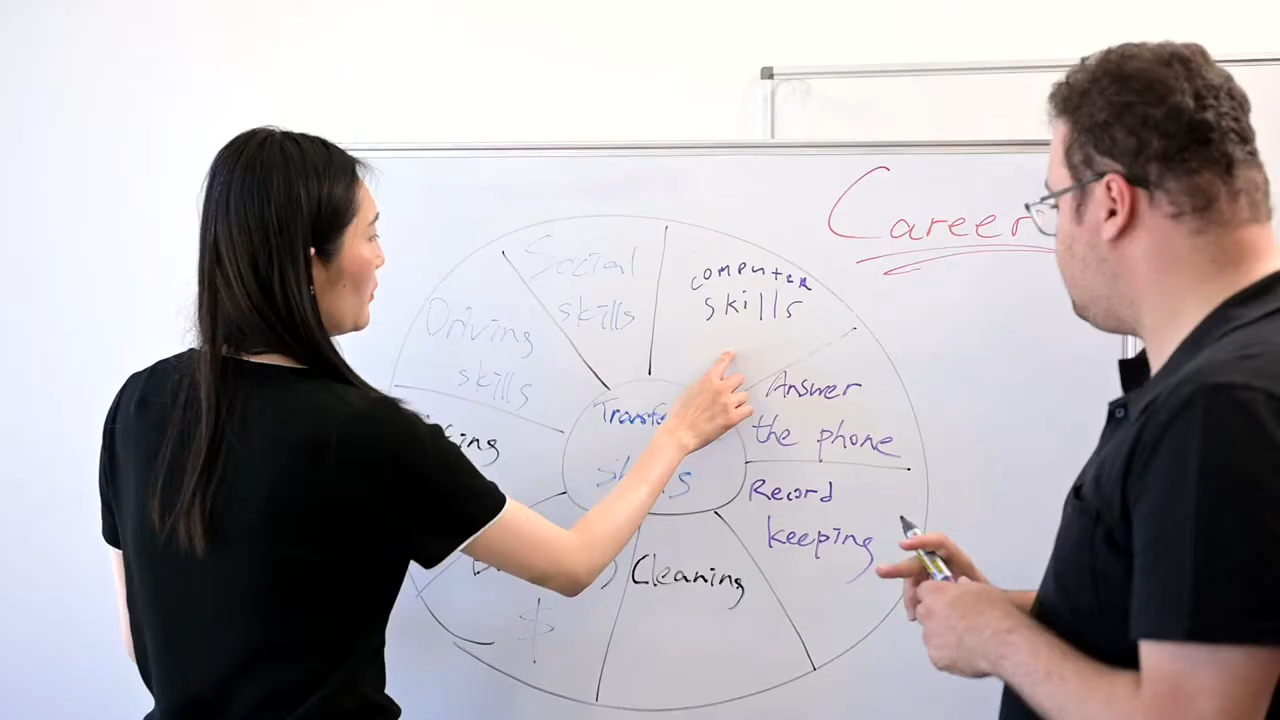 Career
Social
skills
computer
skills
Driving
skills
Answer
the phone
Record
keeping
Cleaning
$